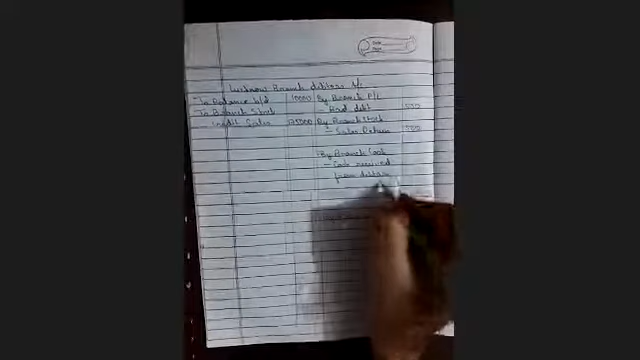 Lucknow Branch debtors A/c
To Balance b/d 10000 By Branch P/L
To Branch Stock - Bad debt
- Credit Sales 125000 By Branch Stock
- Sales Return
By Branch Cash
- Cash received
from debtors